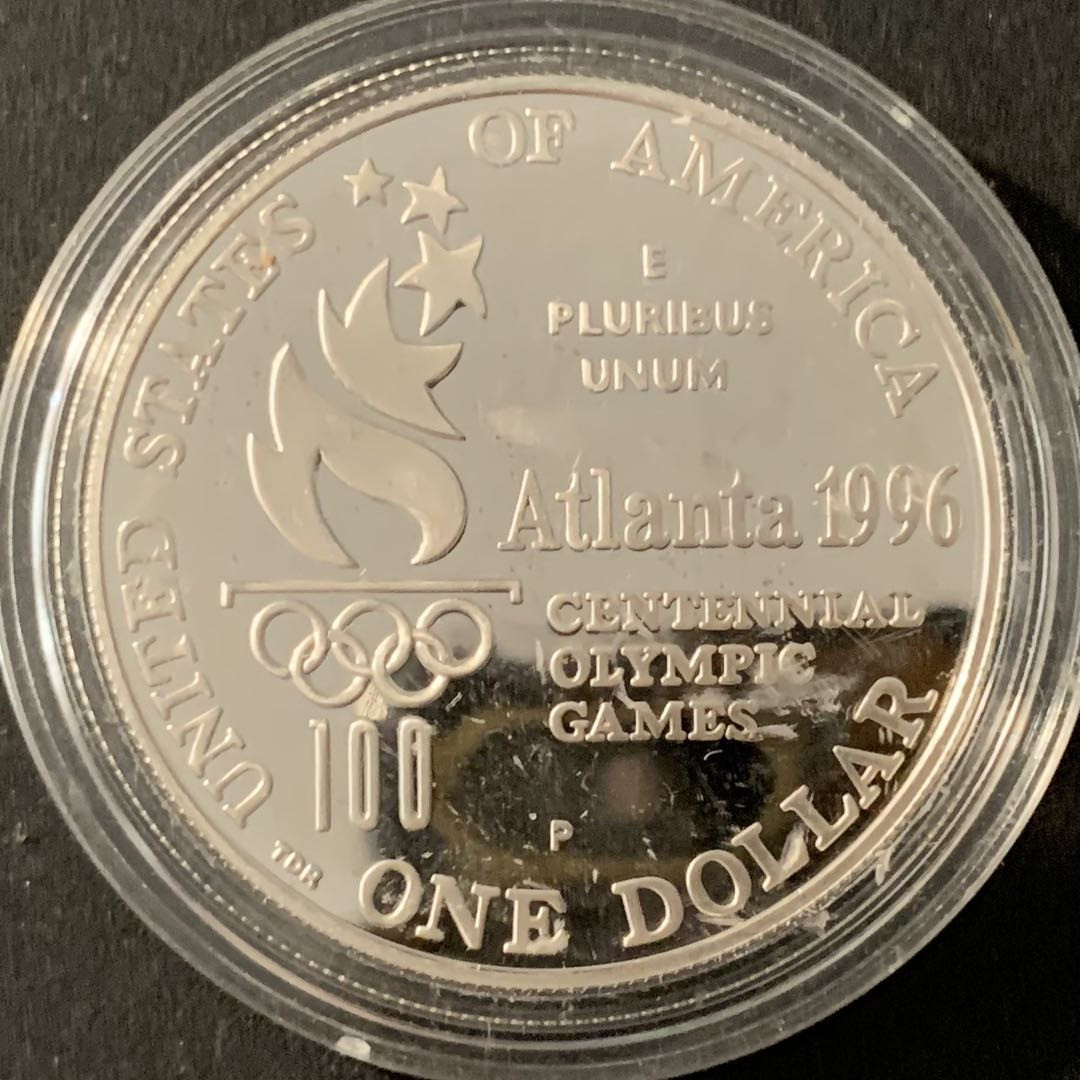 UNITED STATES OF AMERICA
E
PLURIBUS
UNUM
Atlanta 1996
CENTENNIAL
OLYMPIC
GAMES
100
P
TDR
ONE DOLLAR